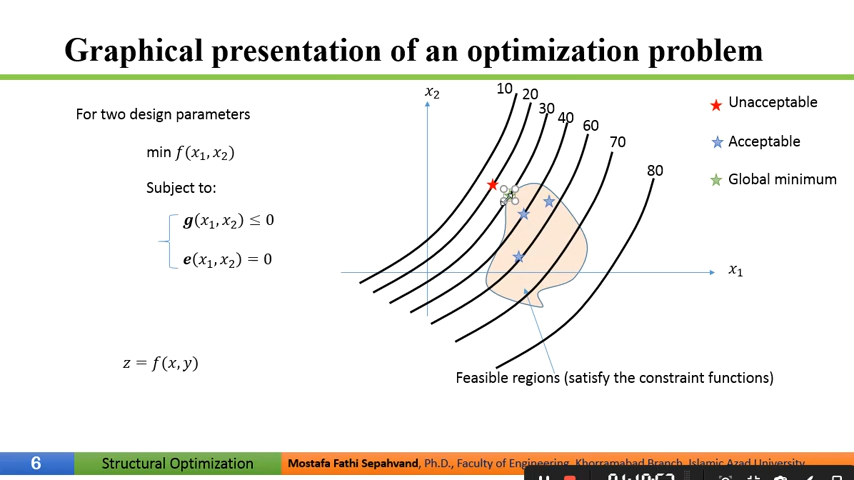 Graphical presentation of an optimization problem
For two design parameters
min f(x₁, x₂)
Subject to:
g(x₁, x₂) ≤ 0
e(x₁, x₂) = 0
z = f(x, y)
x₂
10
20
30
40
60
70
80
x₁
Unacceptable
Acceptable
Global minimum
Feasible regions (satisfy the constraint functions)
6
Structural Optimization
Mostafa Fathi Sepahvand, Ph.D., Faculty of Engineering, Khorramabad Branch, Islamic Azad University